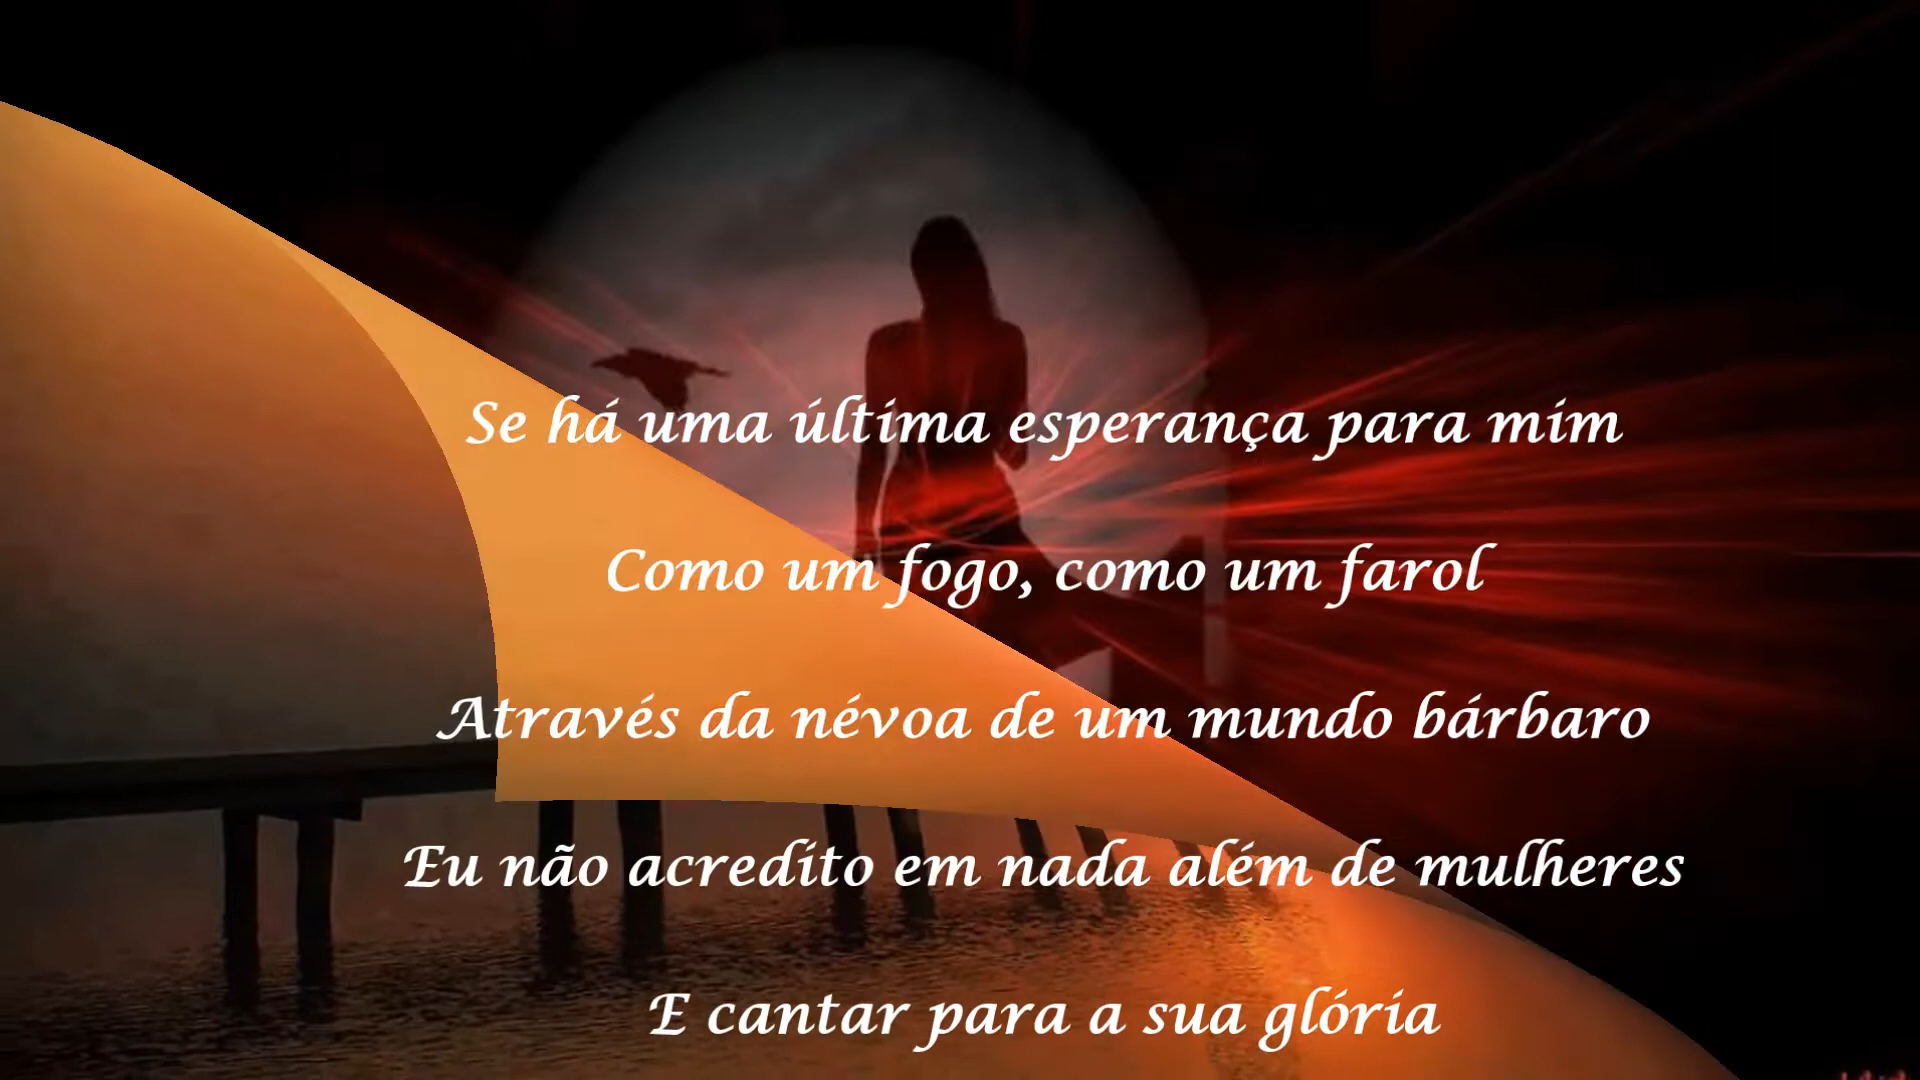 Se há uma última esperança para mim
Como um fogo, como um farol
Através da névoa de um mundo bárbaro
Eu não acredito em nada além de mulheres
E cantar para a sua glória